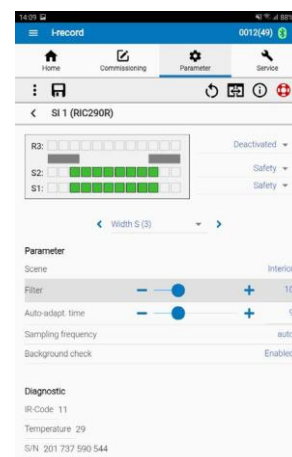 14:09 881
i-record 0012(49)
Home Commissioning Parameter Service
SI 1 (RIC290R)
R3: Deactivated
S2: Safety
S1: Safety
Width S (3)
Parameter
Scene Interior
Filter 10
Auto-adapt. time 9
Sampling frequency auto
Background check Enabled
Diagnostic
IR-Code 11
Temperature 29
S/N 201 737 590 544